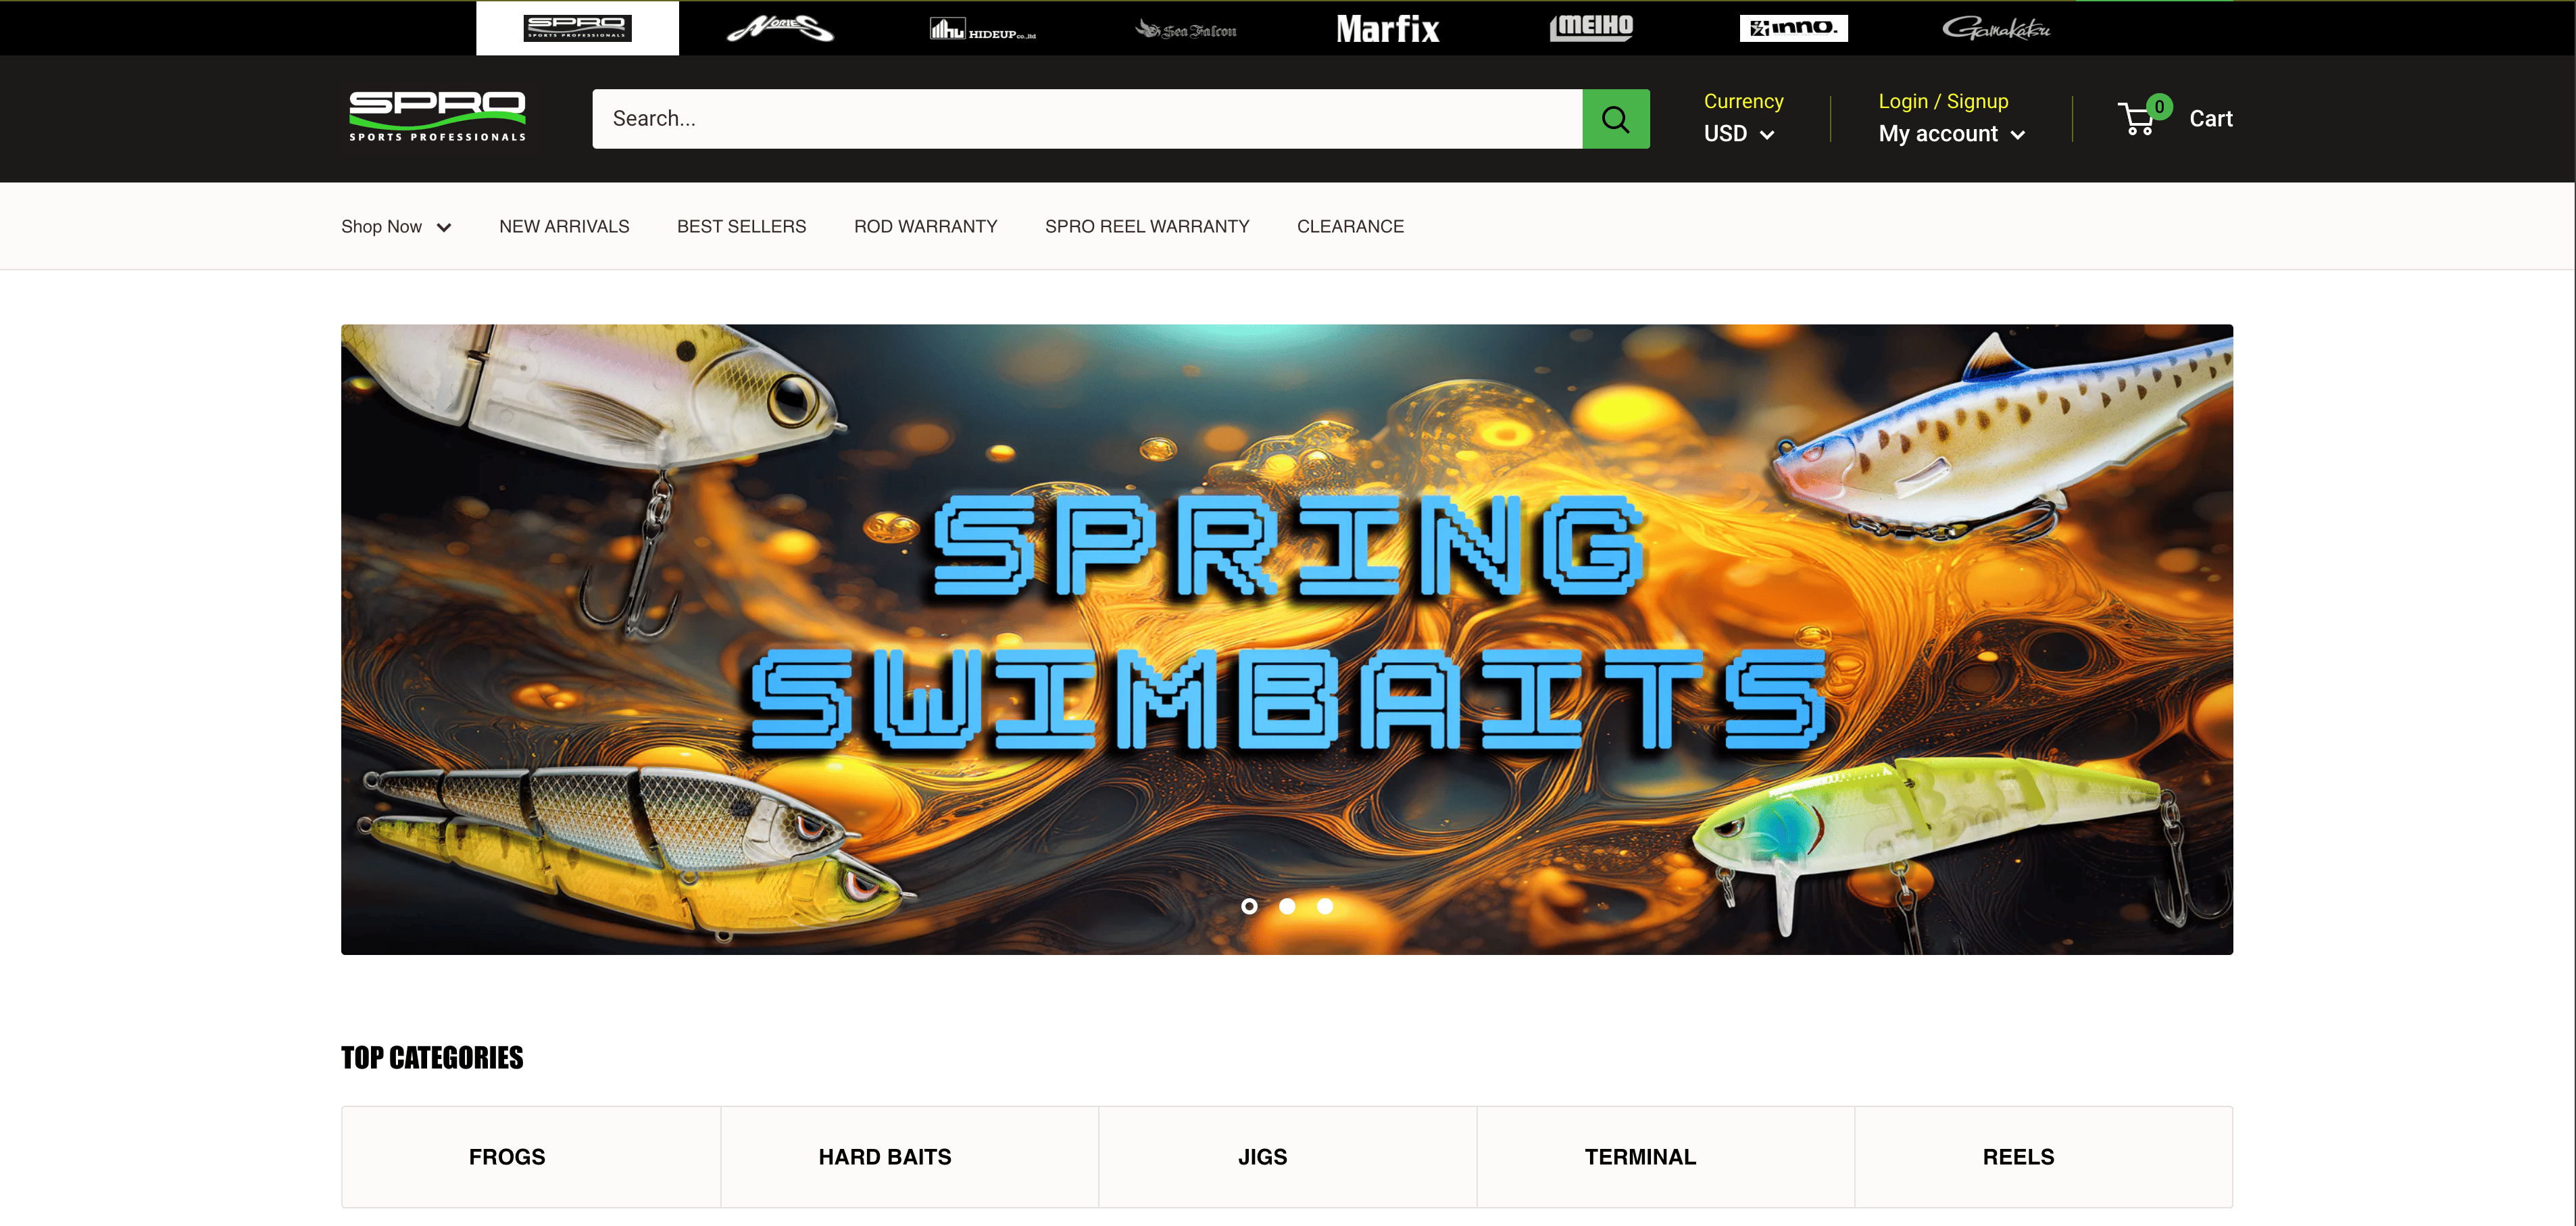 SPRO
SPORTS PROFESSIONALS
NORIES
HIDEUP co.,ltd
Sea Falcon
Marfix
MEIHO
inno.
Gamakatsu
SPRO
SPORTS PROFESSIONALS
Search...
Currency
USD
Login / Signup
My account
0
Cart
Shop Now
NEW ARRIVALS
BEST SELLERS
ROD WARRANTY
SPRO REEL WARRANTY
CLEARANCE
SPRING
SWIMBAITS
TOP CATEGORIES
FROGS
HARD BAITS
JIGS
TERMINAL
REELS